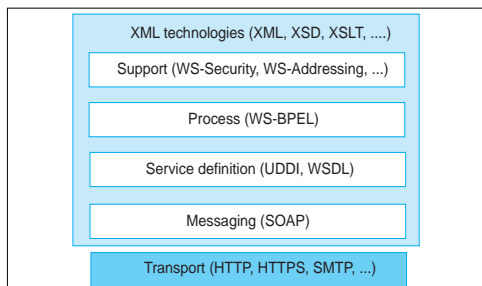 XML technologies (XML, XSD, XSLT, ....)
Support (WS-Security, WS-Addressing, ...)
Process (WS-BPEL)
Service definition (UDDI, WSDL)
Messaging (SOAP)
Transport (HTTP, HTTPS, SMTP, ...)